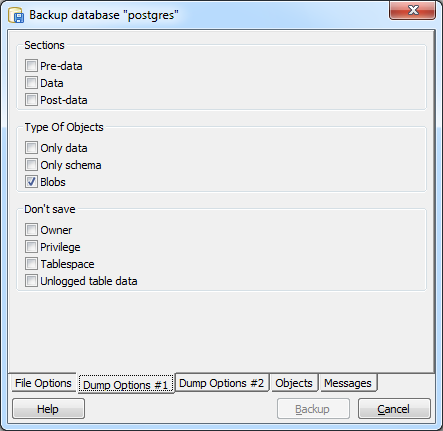 Backup database "postgres"
Sections
Pre-data
Data
Post-data
Type Of Objects
Only data
Only schema
Blobs
Don't save
Owner
Privilege
Tablespace
Unlogged table data
File Options Dump Options #1 Dump Options #2 Objects Messages
Help Backup Cancel